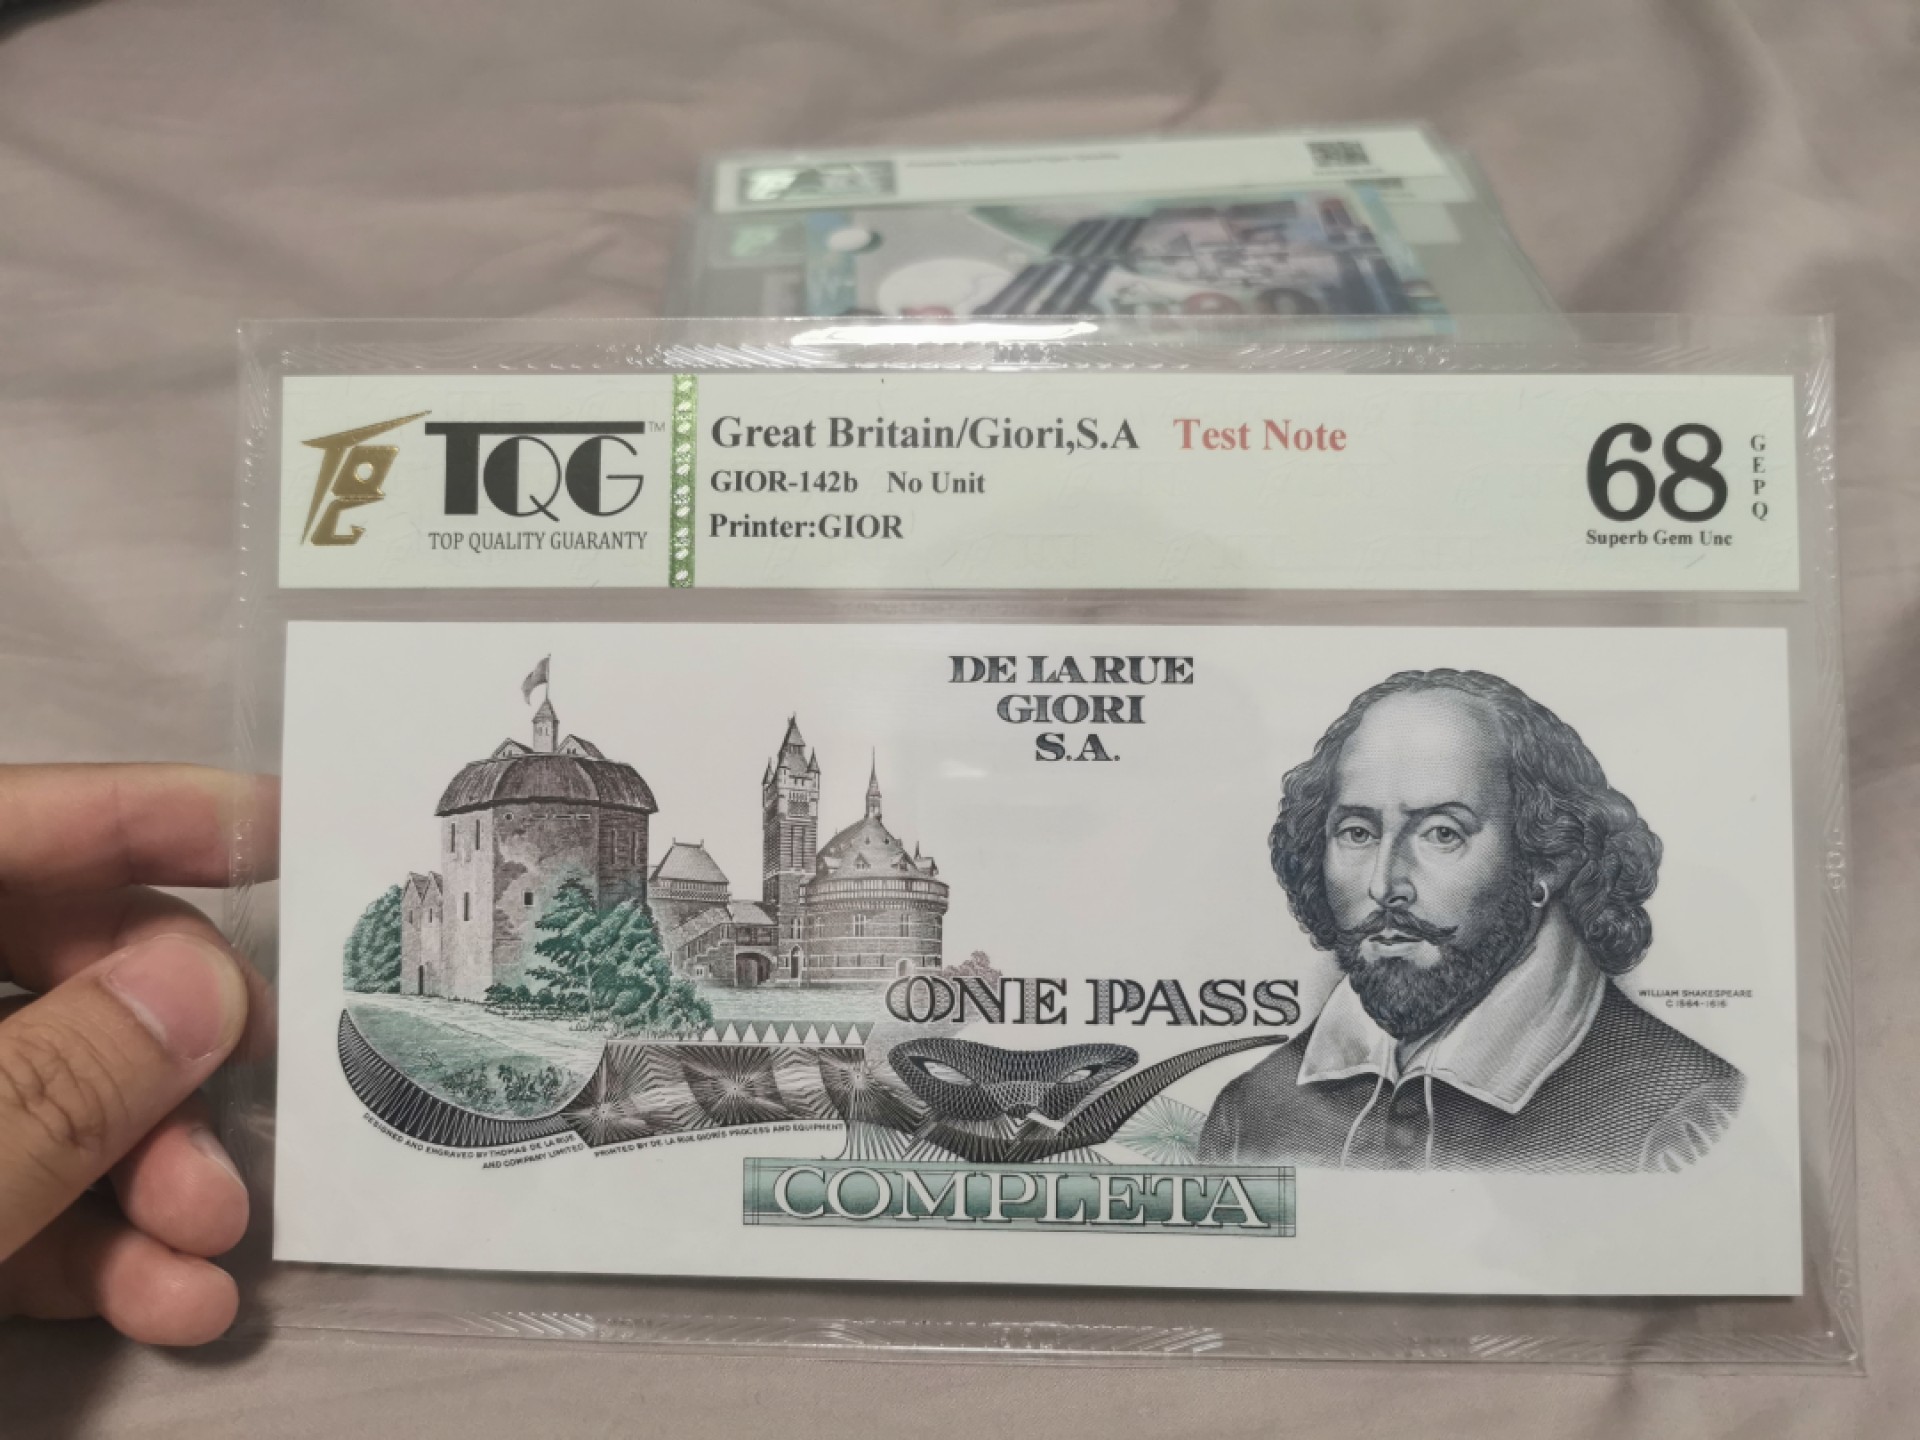 TQG™
TOP QUALITY GUARANTY
Great Britain/Giori,S.A Test Note
GIOR-142b No Unit
Printer:GIOR
68
Superb Gem Unc
GEPQ
DE LA RUE
GIORI
S.A.
ONE PASS
WILLIAM SHAKESPEARE
C 1564-1616
DESIGNED AND ENGRAVED BY THOMAS DE LA RUE
AND COMPANY LIMITED
PRINTED BY DE LA RUE GIORI'S PROCESS AND EQUIPMENT
COMPLETA